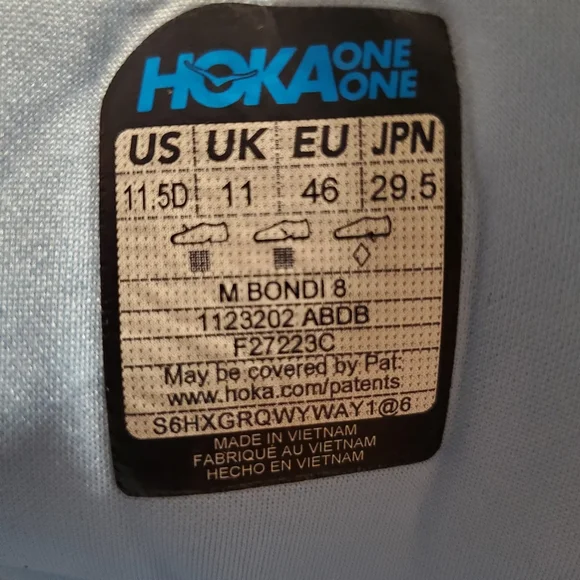 HOKA ONE ONE
US UK EU JPN
11.5D 11 46 29.5
M BONDI 8
1123202 ABDB
F27223C
May be covered by Pat.
www.hoka.com/patents
S6HXGRQWYWAY1@6
MADE IN VIETNAM
FABRIQUÉ AU VIETNAM
HECHO EN VIETNAM